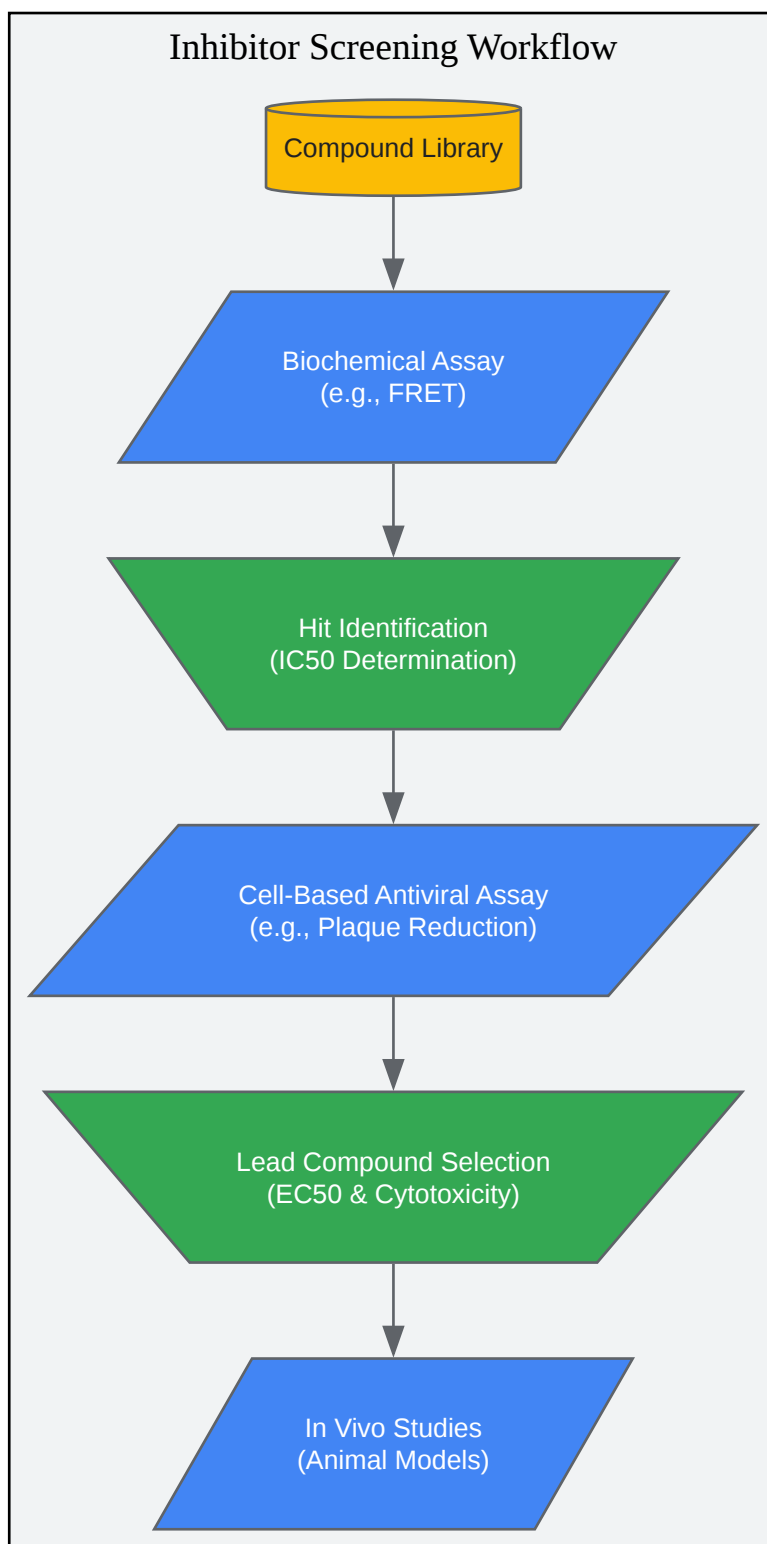 Inhibitor Screening Workflow
Compound Library
Biochemical Assay
(e.g., FRET)
Hit Identification
(IC50 Determination)
Cell-Based Antiviral Assay
(e.g., Plaque Reduction)
Lead Compound Selection
(EC50 & Cytotoxicity)
In Vivo Studies
(Animal Models)